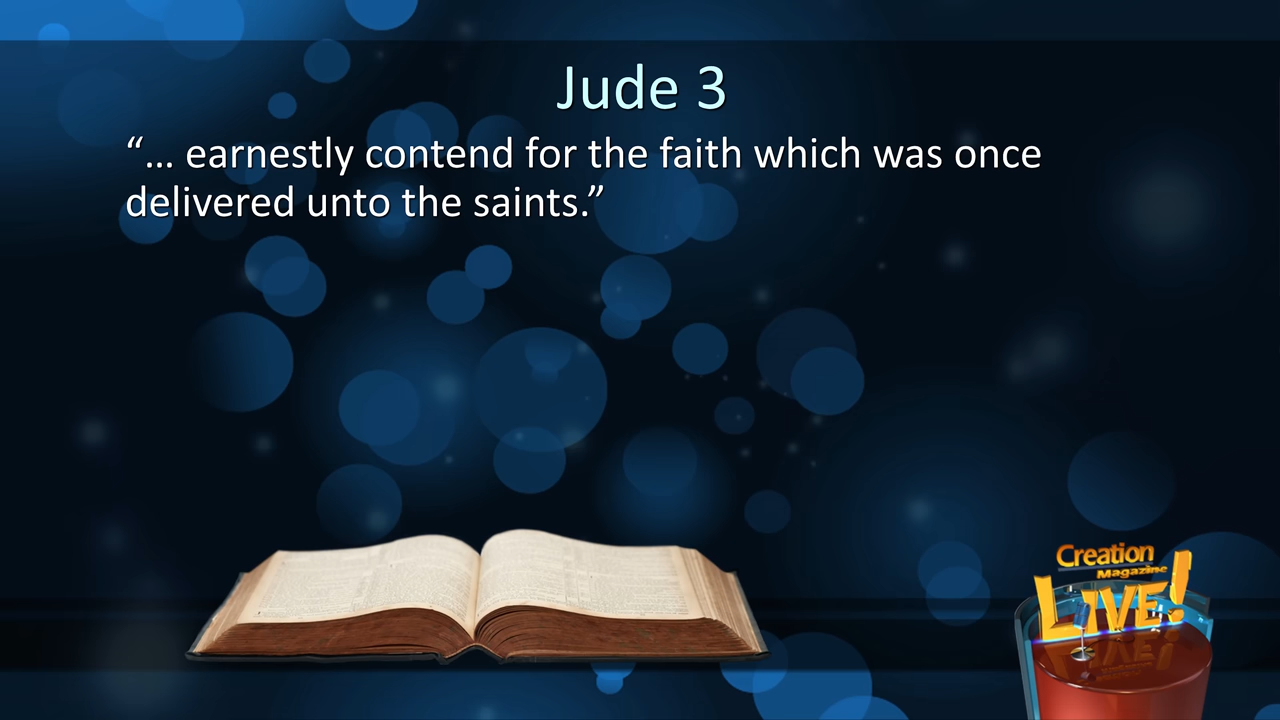 Jude 3
“… earnestly contend for the faith which was once
delivered unto the saints.”
Creation
Magazine
LIVE!